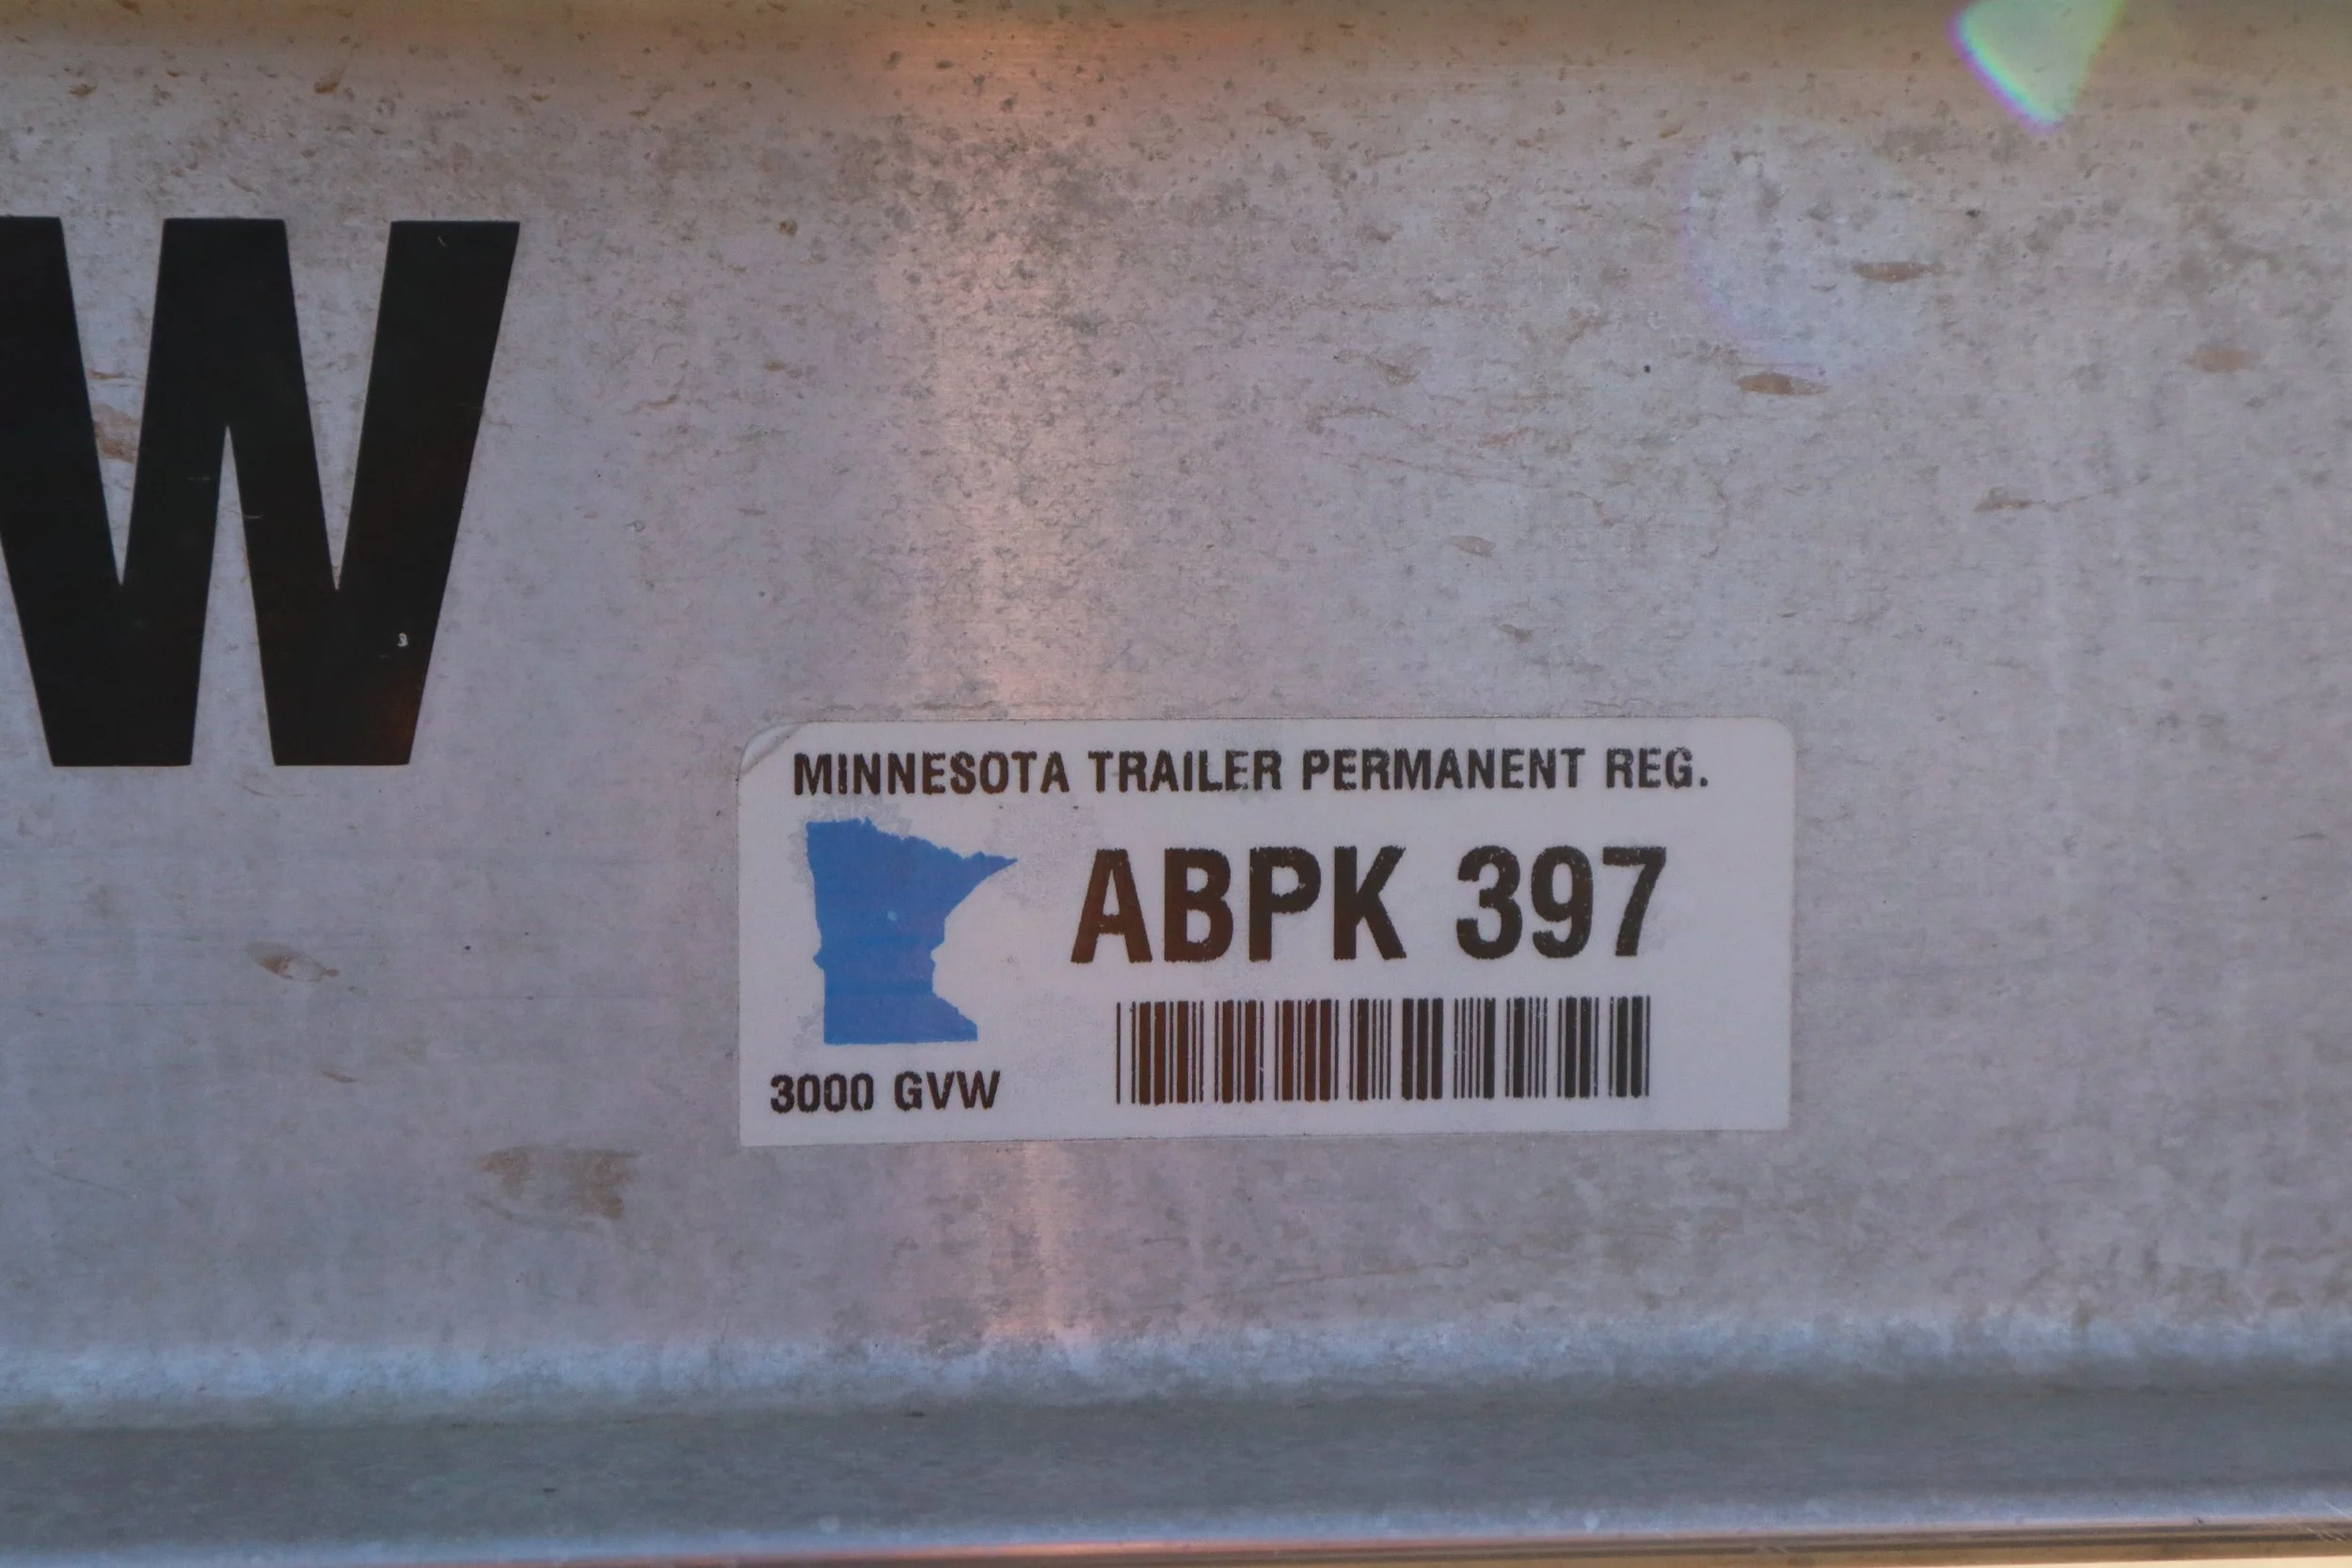 W
MINNESOTA TRAILER PERMANENT REG.
ABPK 397
3000 GVW